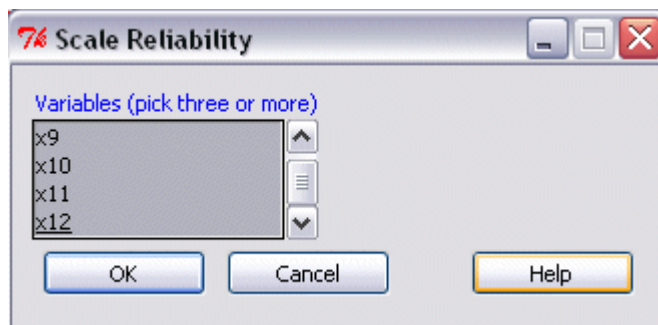 Scale Reliability
Variables (pick three or more)
x9
x10
x11
x12
OK Cancel Help